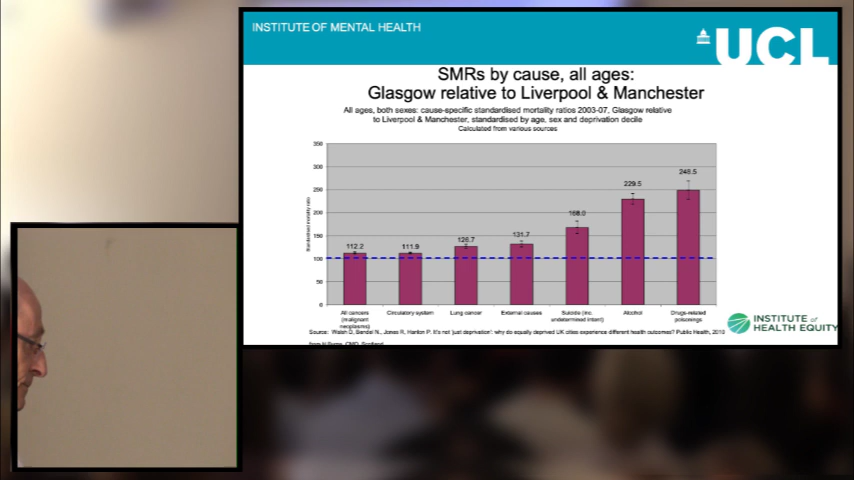 INSTITUTE OF MENTAL HEALTH
UCL
SMRs by cause, all ages:
Glasgow relative to Liverpool & Manchester
All ages, both sexes: cause-specific standardised mortality ratios 2003-07, Glasgow relative
to Liverpool & Manchester, standardised by age, sex and deprivation decile
Calculated from various sources
Standardised mortality ratio
350
300
250
200
150
100
50
0
112.2
111.9
126.7
131.7
168.0
229.5
248.5
All cancers
(malignant
neoplasms)
Circulatory system
Lung cancer
External causes
Suicide (inc.
undetermined intent)
Alcohol
Drugs-related
poisonings
Source: Walsh D, Bendel N., Jones R, Hanlon P. It's not 'just deprivation': why do equally deprived UK cities experience different health outcomes? Public Health, 2010
INSTITUTE of
HEALTH EQUITY